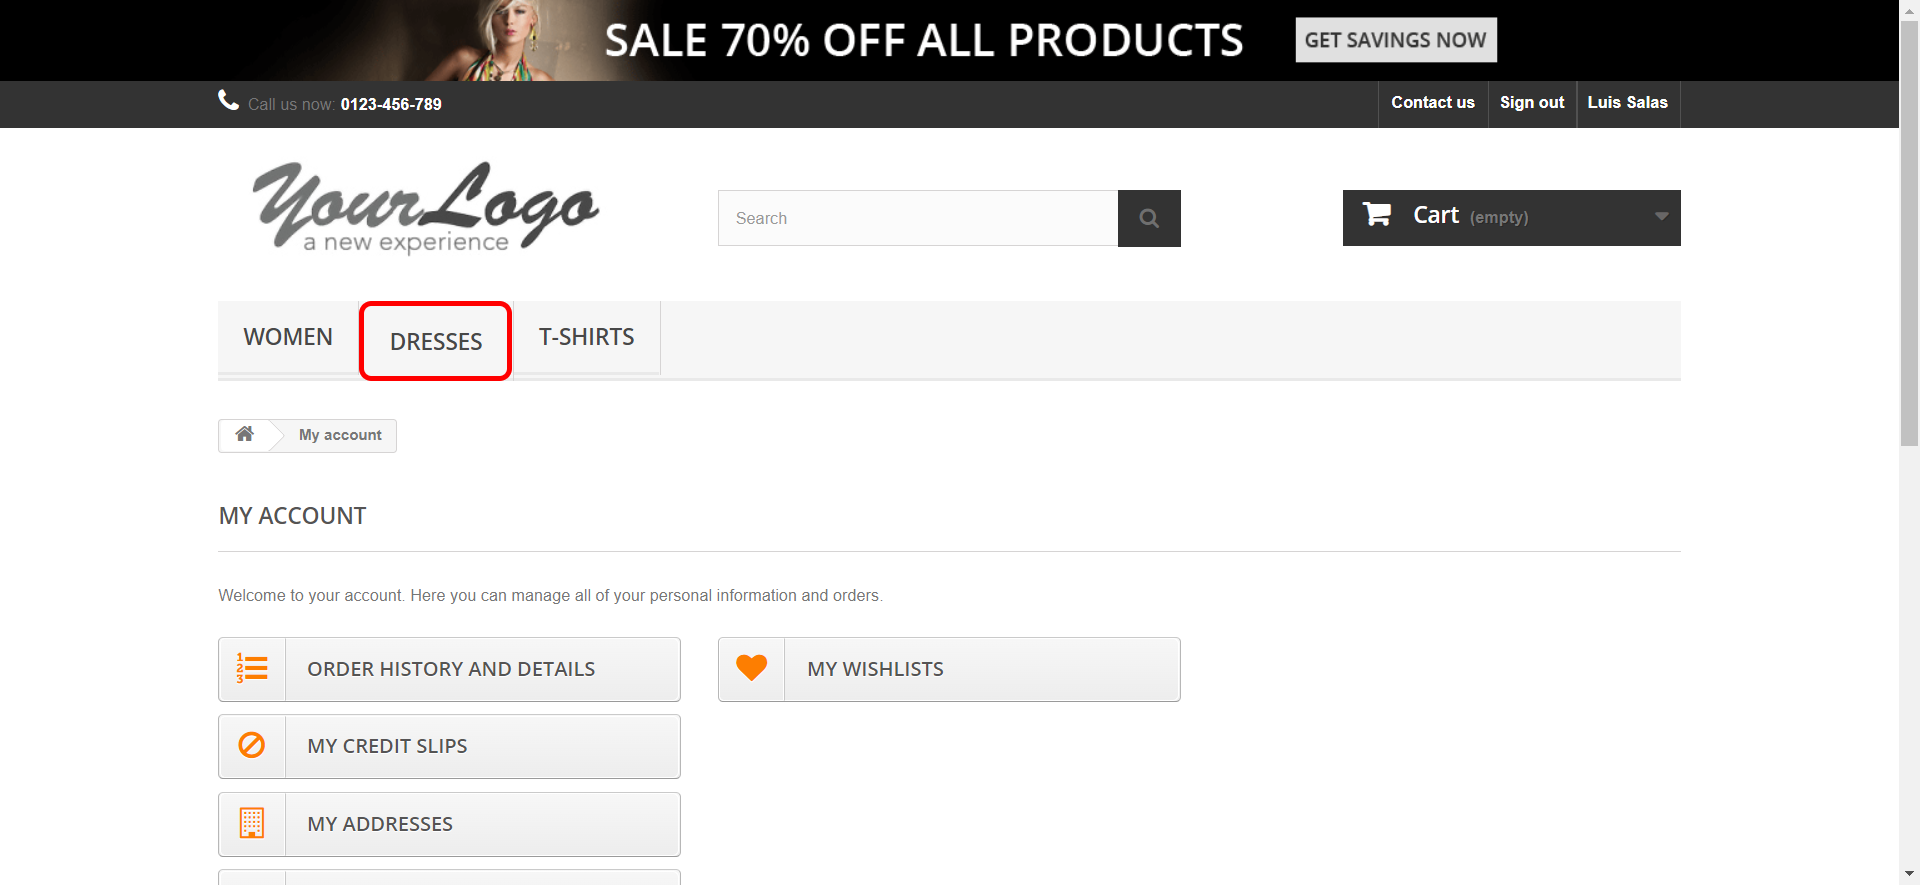 SALE 70% OFF ALL PRODUCTS GET SAVINGS NOW
Call us now: 0123-456-789
Contact us Sign out Luis Salas
YourLogo
a new experience
Search
Cart (empty)
WOMEN DRESSES T-SHIRTS
My account
MY ACCOUNT
Welcome to your account. Here you can manage all of your personal information and orders.
1
2
3
ORDER HISTORY AND DETAILS
MY WISHLISTS
MY CREDIT SLIPS
MY ADDRESSES